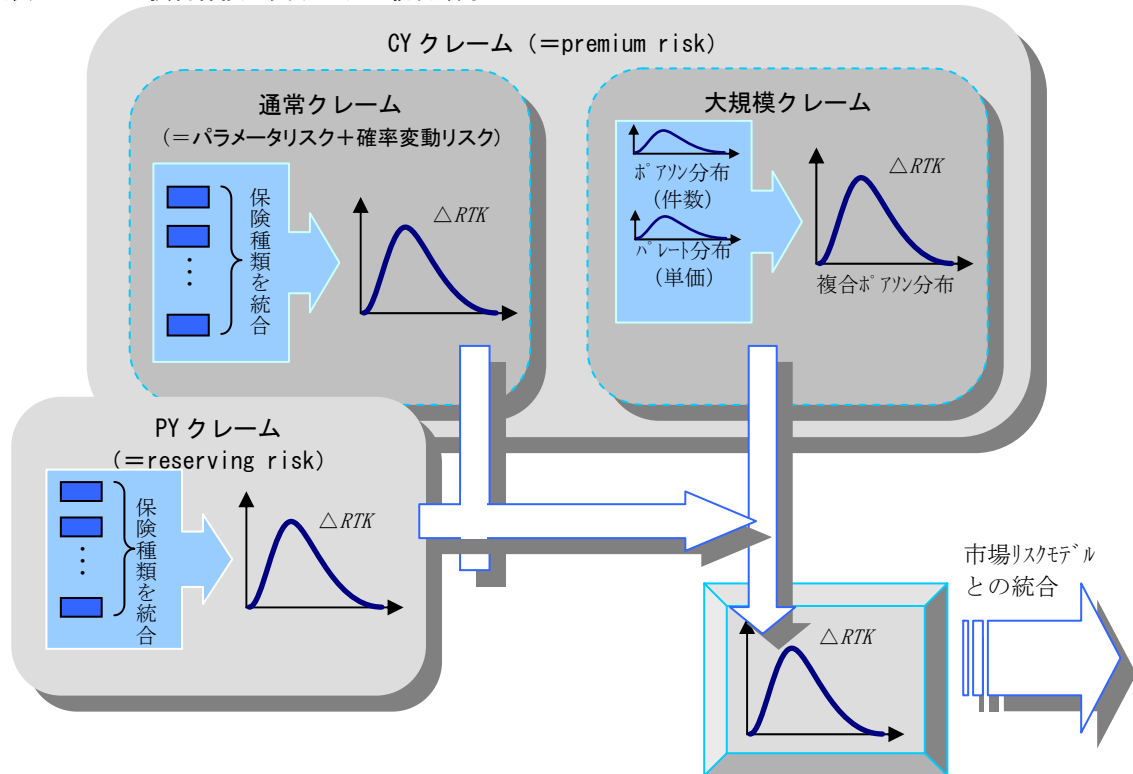 CY クレーム（＝premium risk）
通常クレーム
（＝パラメータリスク＋確率変動リスク）
保険種類を統合
△RTK
大規模クレーム
ﾎﾟｱｿﾝ分布
（件数）
ﾊﾟﾚｰﾄ分布
（単価）
△RTK
複合ﾎﾟｱｿﾝ分布
PY クレーム
（＝reserving risk）
保険種類を統合
△RTK
△RTK
市場ﾘｽｸﾓﾃﾞﾙ
との統合